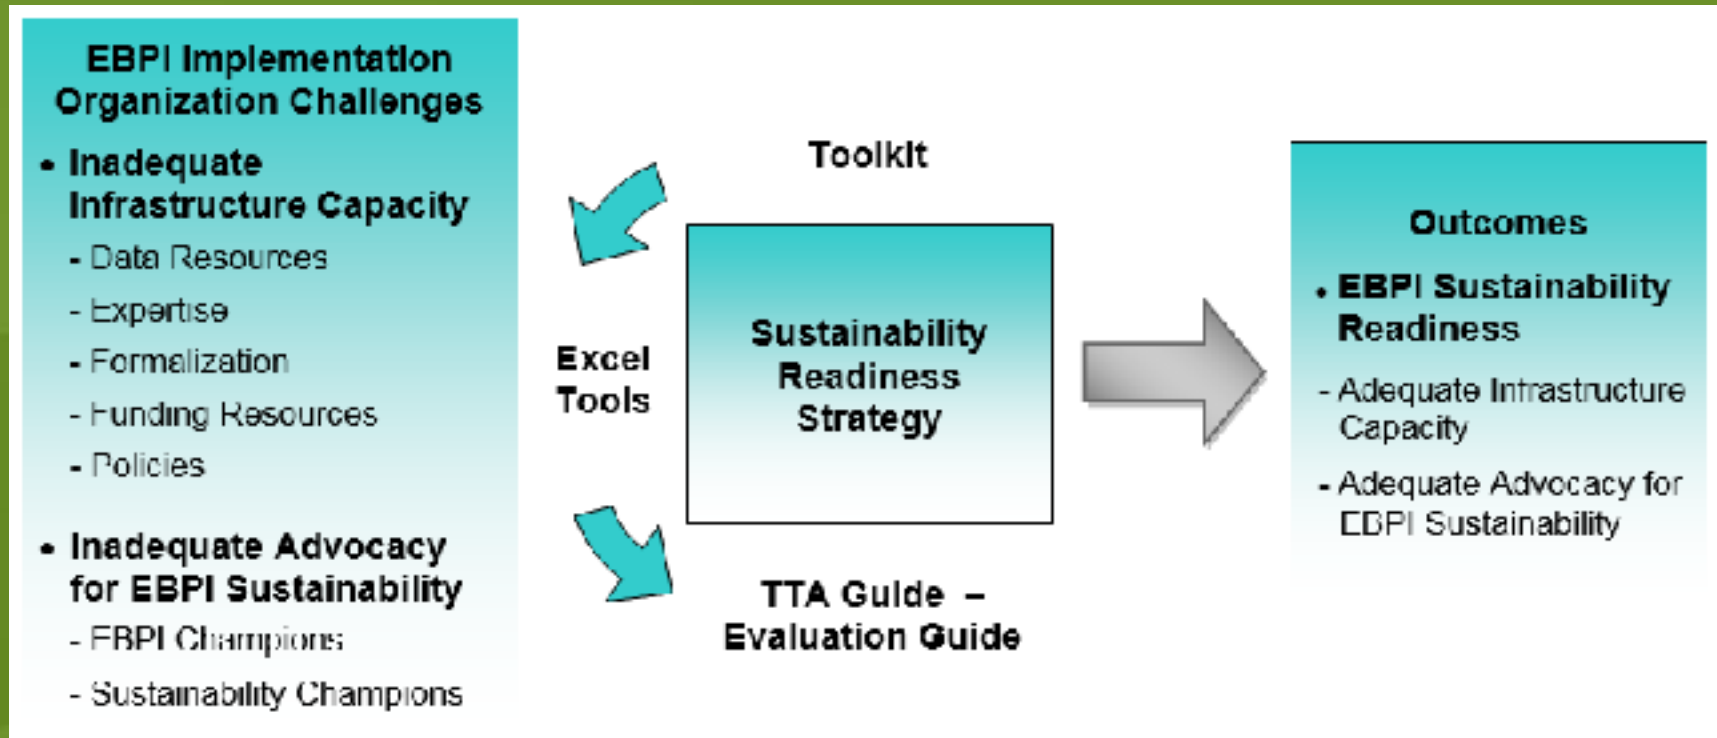 EBPI Implementation
Organization Challenges
• Inadequate
Infrastructure Capacity
- Data Resources
- Expertise
- Formalization
- Funding Resources
- Policies
• Inadequate Advocacy
for EBPI Sustainability
- EBPI Champions
- Sustainability Champions
Toolkit
Excel
Tools
Sustainability
Readiness
Strategy
TTA Guide –
Evaluation Guide
Outcomes
• EBPI Sustainability
Readiness
- Adequate Infrastructure
Capacity
- Adequate Advocacy for
EBPI Sustainability